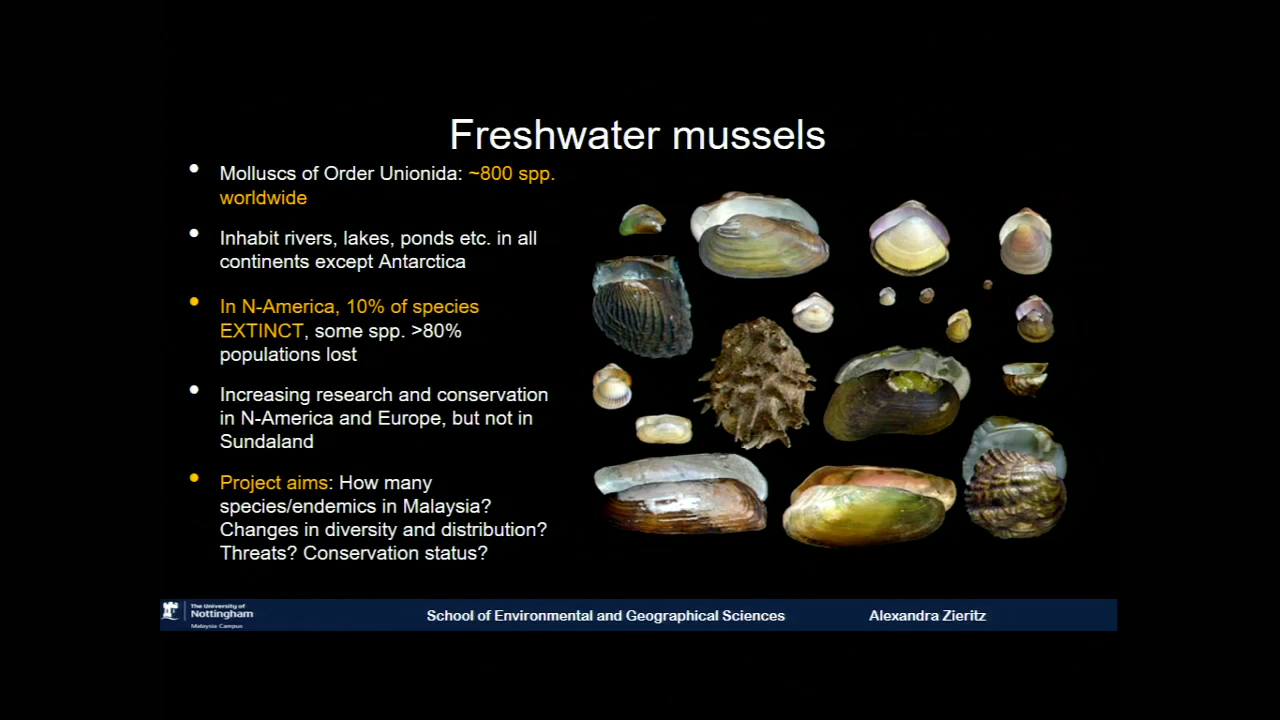 Freshwater mussels
• Molluscs of Order Unionida: ~800 spp.
worldwide
• Inhabit rivers, lakes, ponds etc. in all
continents except Antarctica
• In N-America, 10% of species
EXTINCT, some spp. >80%
populations lost
• Increasing research and conservation
in N-America and Europe, but not in
Sundaland
• Project aims: How many
species/endemics in Malaysia?
Changes in diversity and distribution?
Threats? Conservation status?
The University of
Nottingham
Malaysia Campus
School of Environmental and Geographical Sciences
Alexandra Zieritz